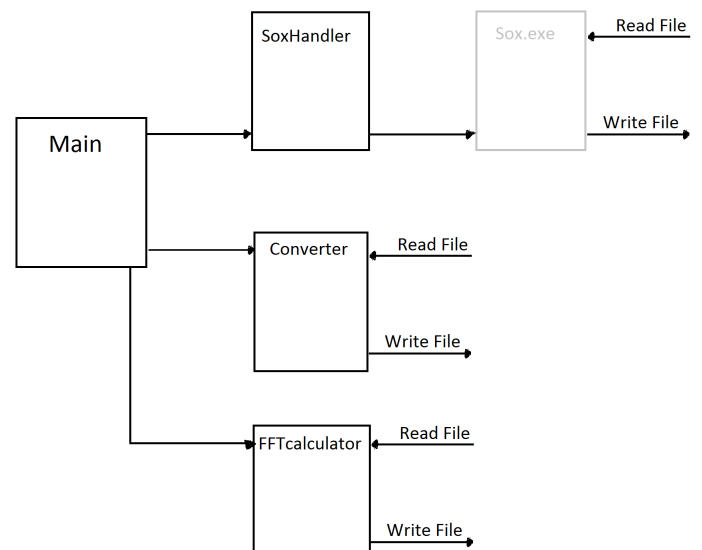 SoxHandler
Sox.exe
Read File
Write File
Main
Converter
Read File
Write File
FFTcalculator
Read File
Write File